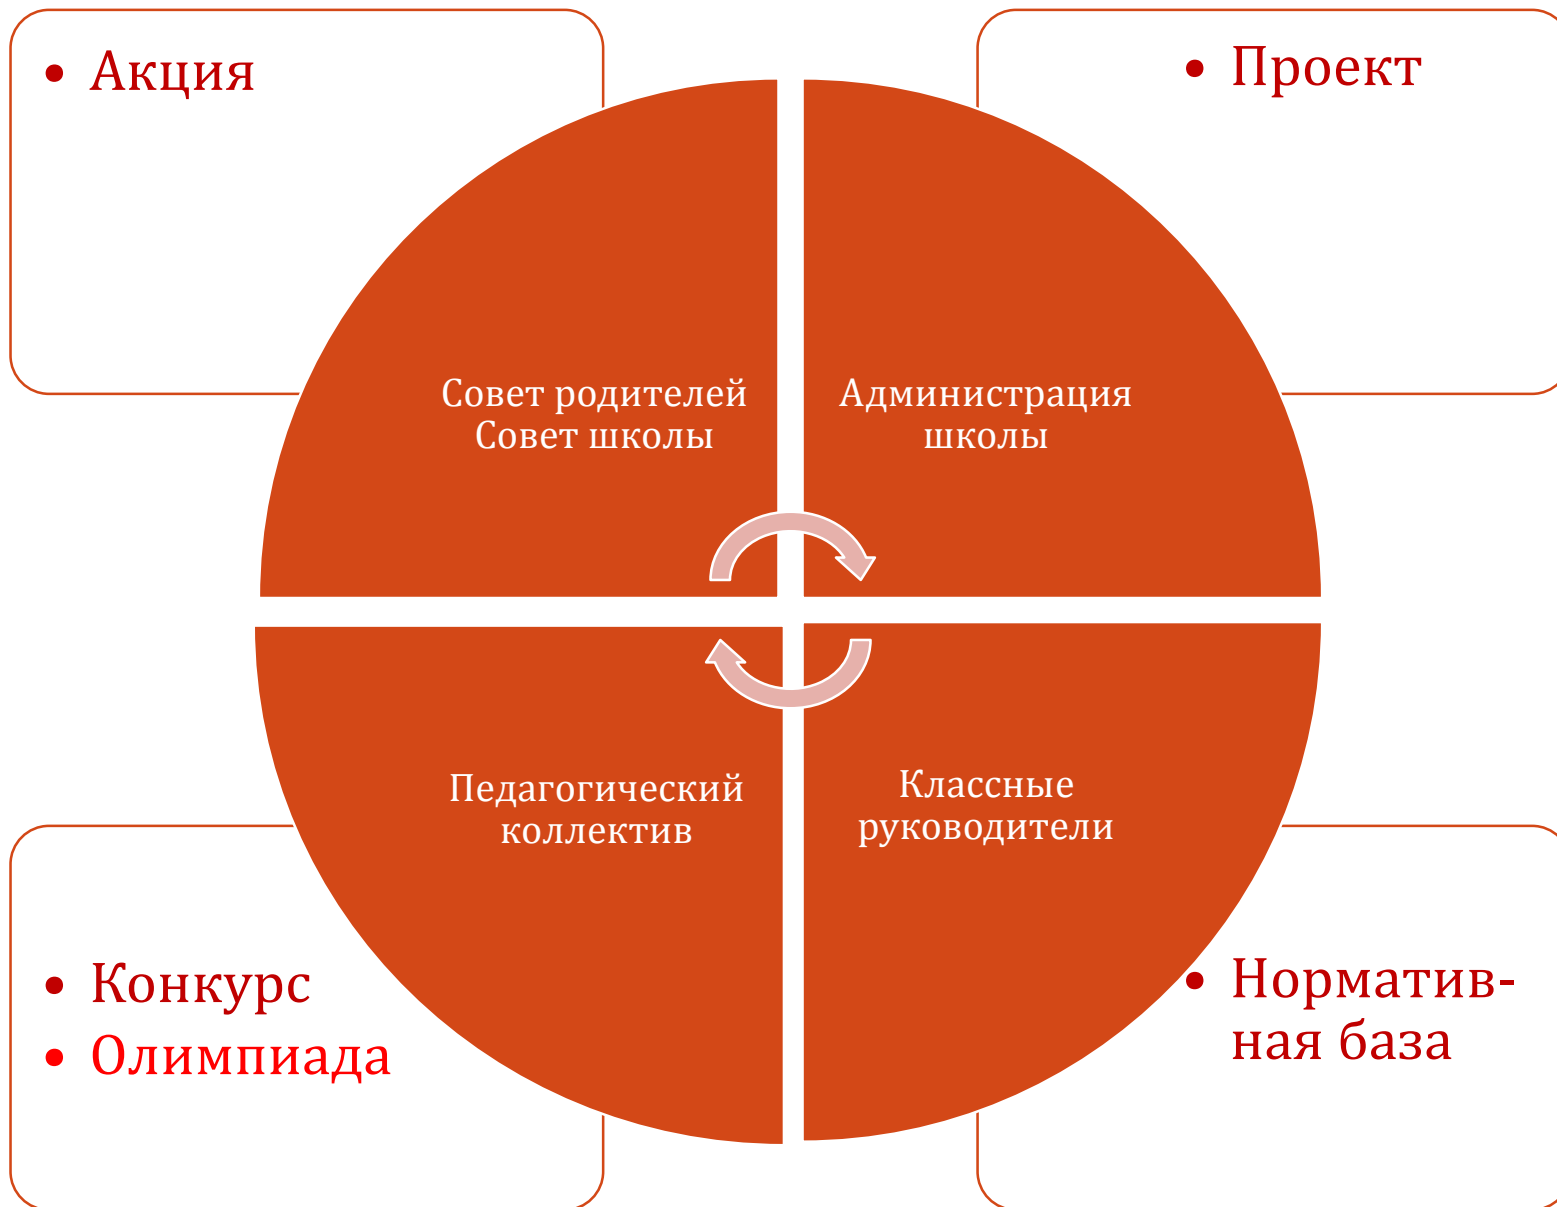 Акция
Проект
Совет родителей
Совет школы
Администрация
школы
Педагогический
коллектив
Классные
руководители
Конкурс
Олимпиада
Норматив-
ная база